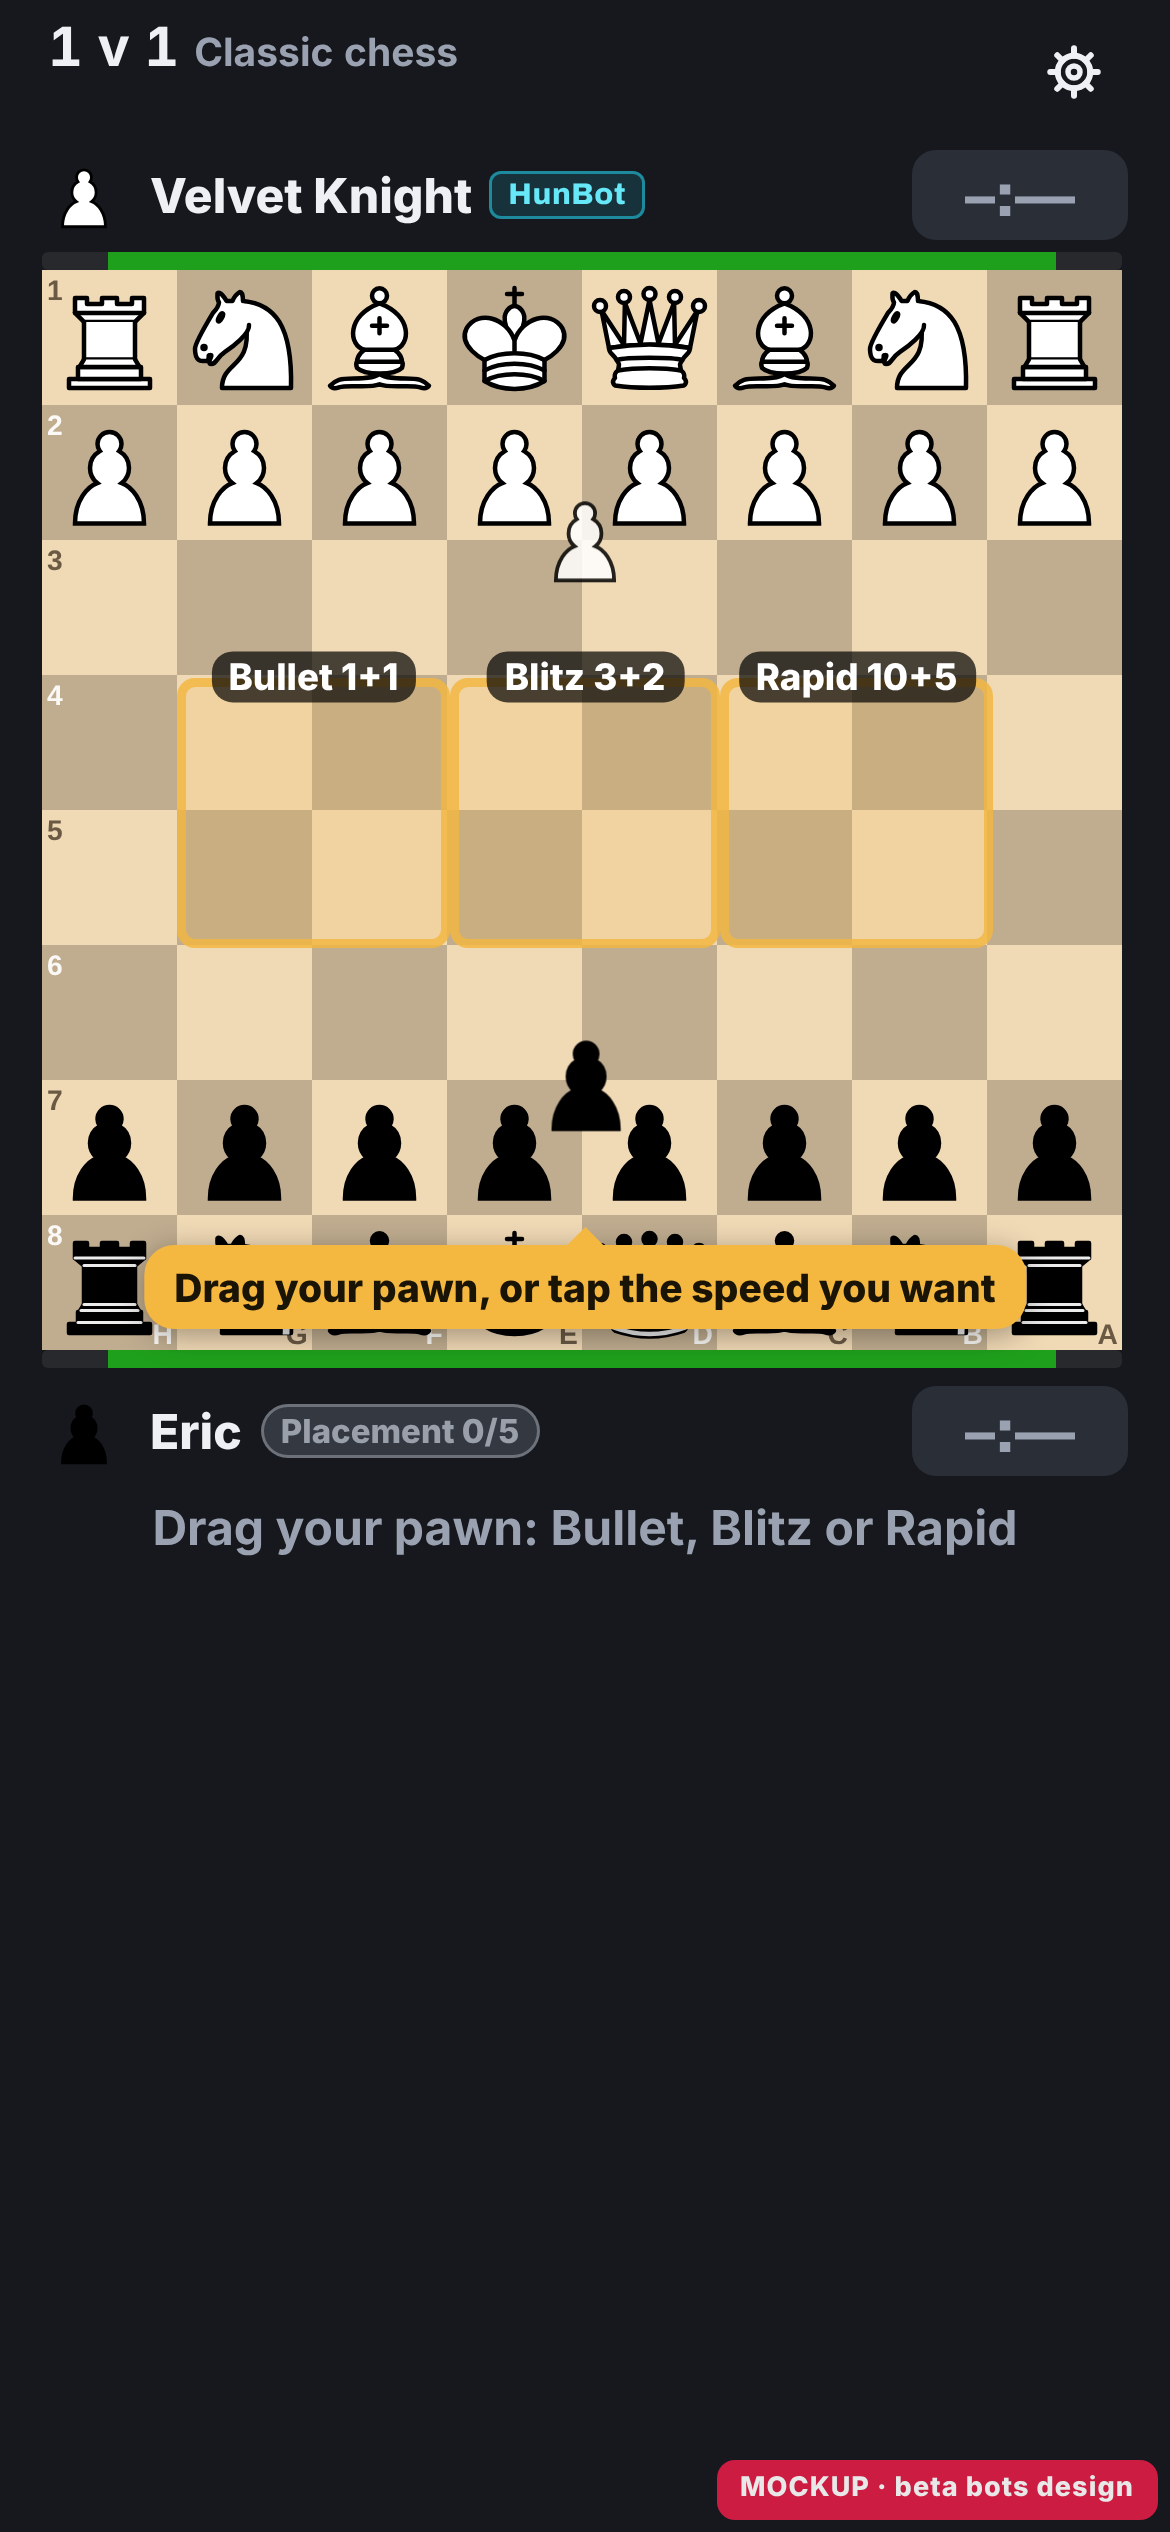 1 v 1 Classic chess
Velvet Knight HunBot
--:--
1
2
3
Bullet 1+1 Blitz 3+2 Rapid 10+5
4
5
6
7
8
Drag your pawn, or tap the speed you want
H G F E D C B A
Eric Placement 0/5
--:--
Drag your pawn: Bullet, Blitz or Rapid
MOCKUP · beta bots design